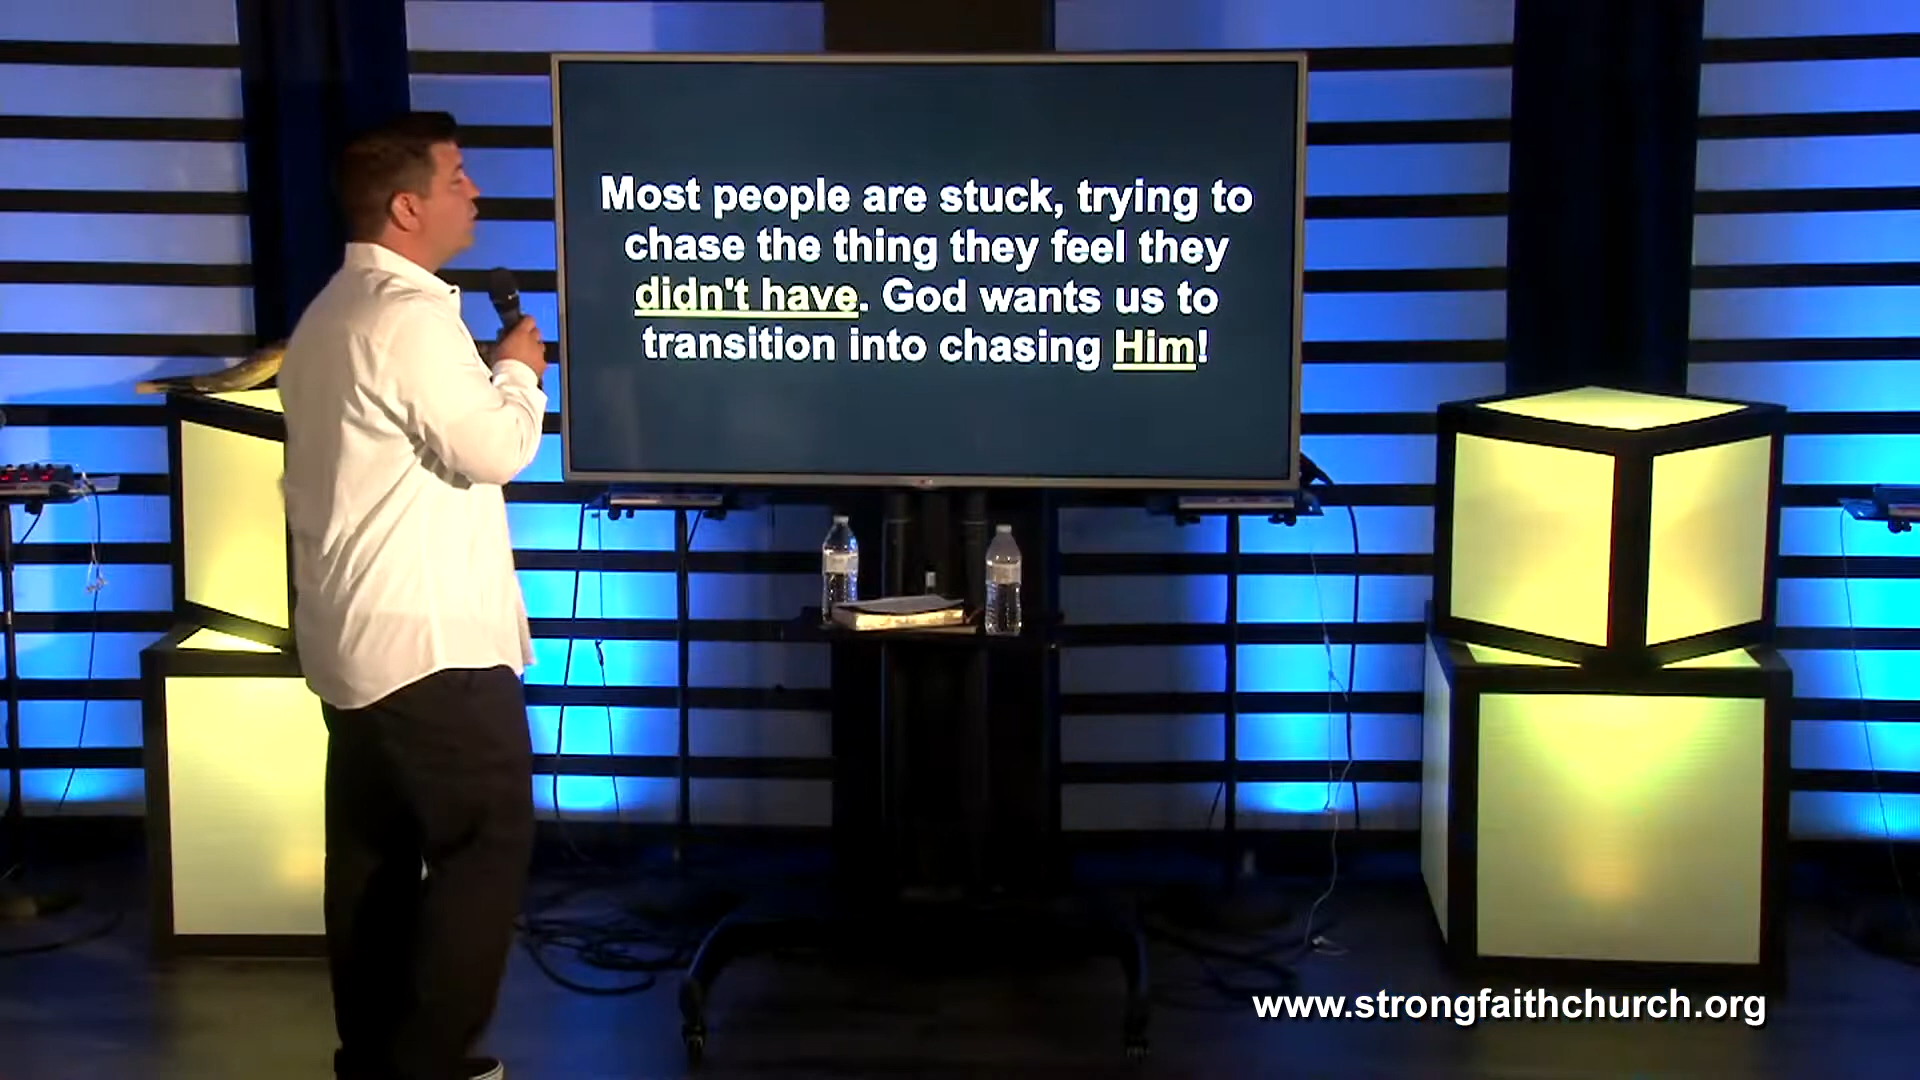 Most people are stuck, trying to
chase the thing they feel they
didn't have. God wants us to
transition into chasing Him!
www.strongfaithchurch.org